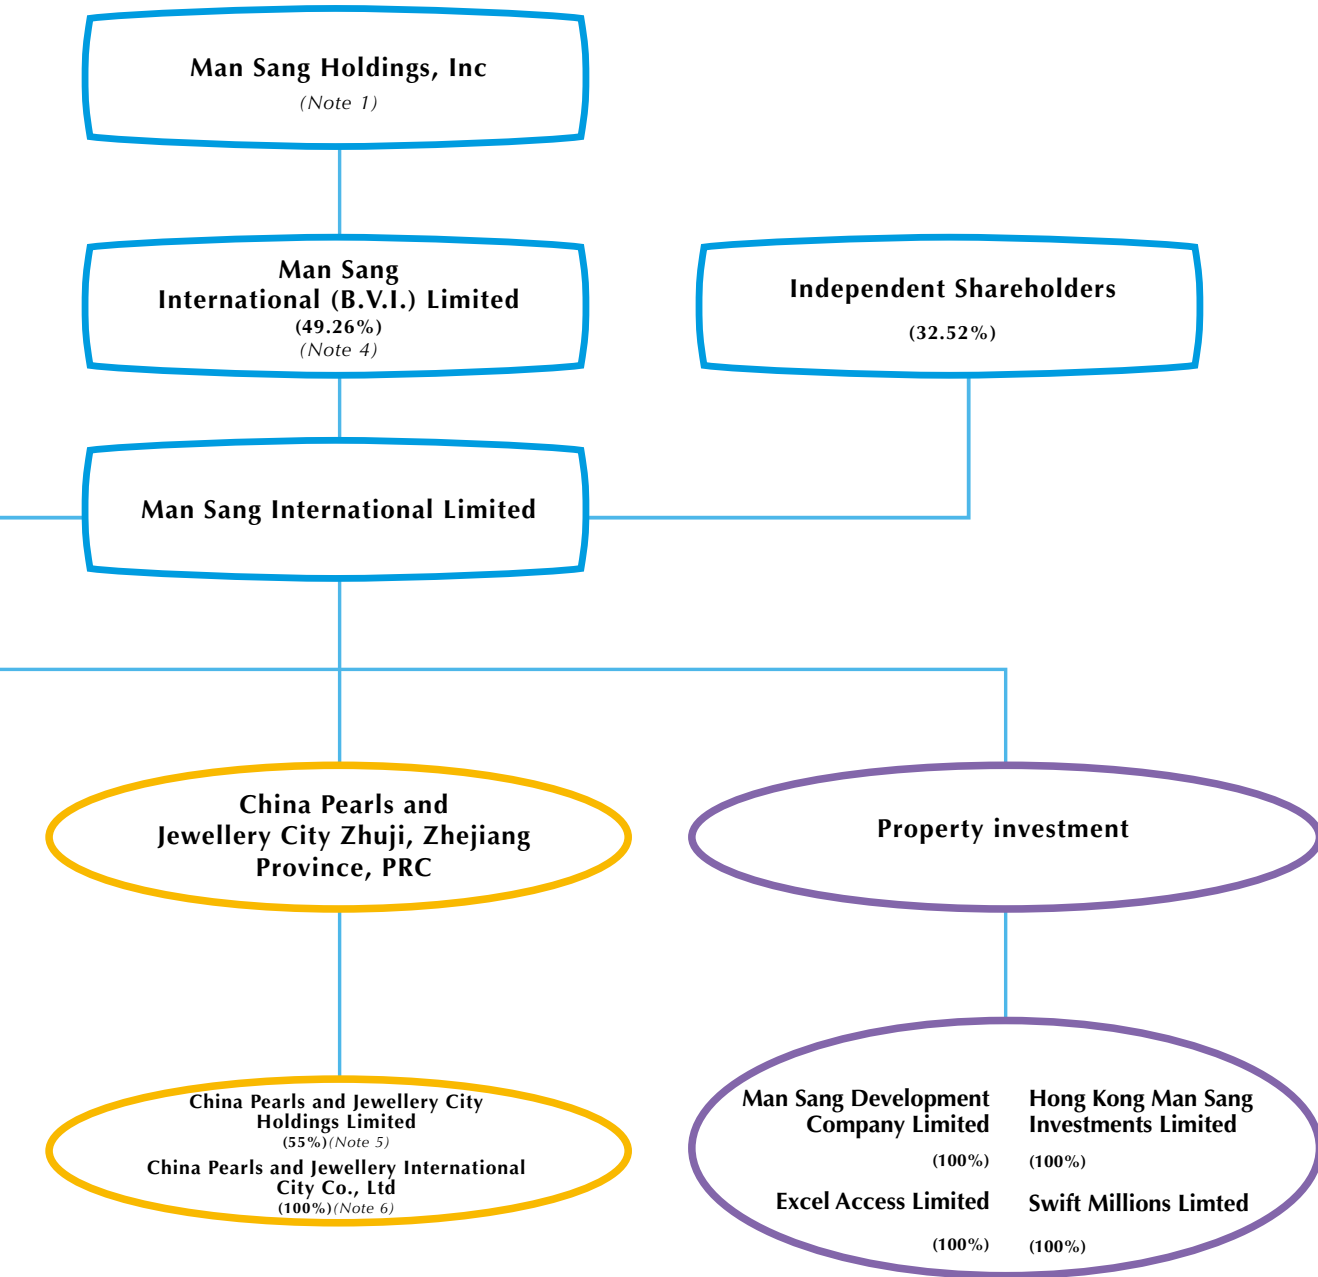 Man Sang Holdings, Inc
(Note 1)
Man Sang
International (B.V.I.) Limited
(49.26%)
(Note 4)
Independent Shareholders
(32.52%)
Man Sang International Limited
China Pearls and
Jewellery City Zhuji, Zhejiang
Province, PRC
Property investment
China Pearls and Jewellery City
Holdings Limited
(55%)(Note 5)
China Pearls and Jewellery International
City Co., Ltd
(100%)(Note 6)
Man Sang Development
Company Limited
(100%)
Hong Kong Man Sang
Investments Limited
(100%)
Excel Access Limited
(100%)
Swift Millions Limted
(100%)